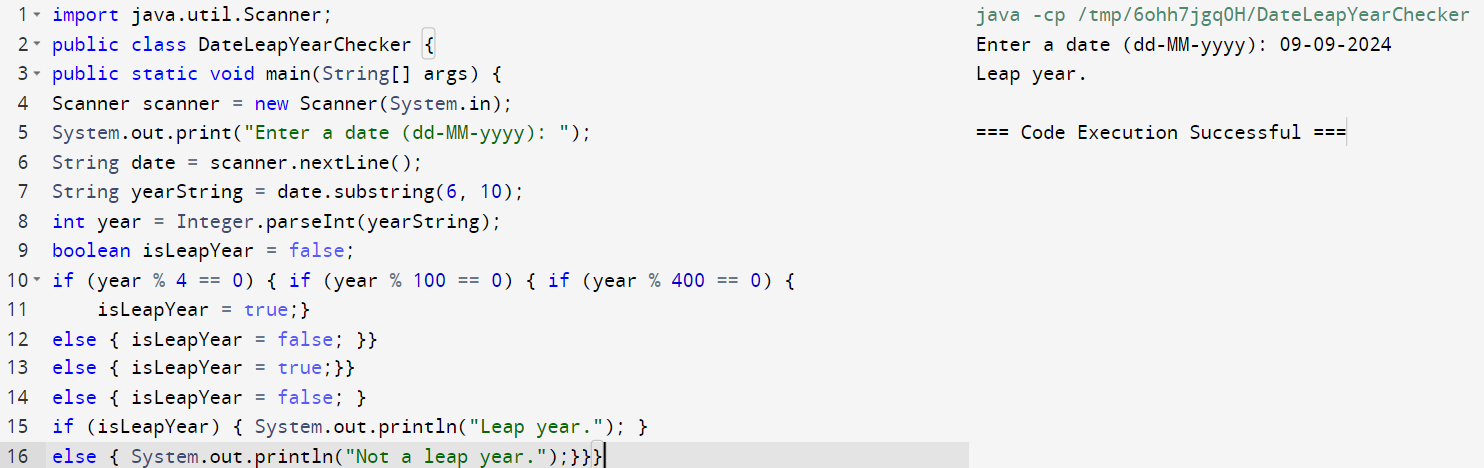 1 import java.util.Scanner;
2 public class DateLeapYearChecker {
3 public static void main(String[] args) {
4 Scanner scanner = new Scanner(System.in);
5 System.out.print("Enter a date (dd-MM-yyyy): ");
6 String date = scanner.nextLine();
7 String yearString = date.substring(6, 10);
8 int year = Integer.parseInt(yearString);
9 boolean isLeapYear = false;
10 if (year % 4 == 0) { if (year % 100 == 0) { if (year % 400 == 0) {
11     isLeapYear = true;}
12 else { isLeapYear = false; }}
13 else { isLeapYear = true;}}
14 else { isLeapYear = false; }
15 if (isLeapYear) { System.out.println("Leap year."); }
16 else { System.out.println("Not a leap year.");}}}
java -cp /tmp/6ohh7jgq0H/DateLeapYearChecker
Enter a date (dd-MM-yyyy): 09-09-2024
Leap year.
=== Code Execution Successful ===